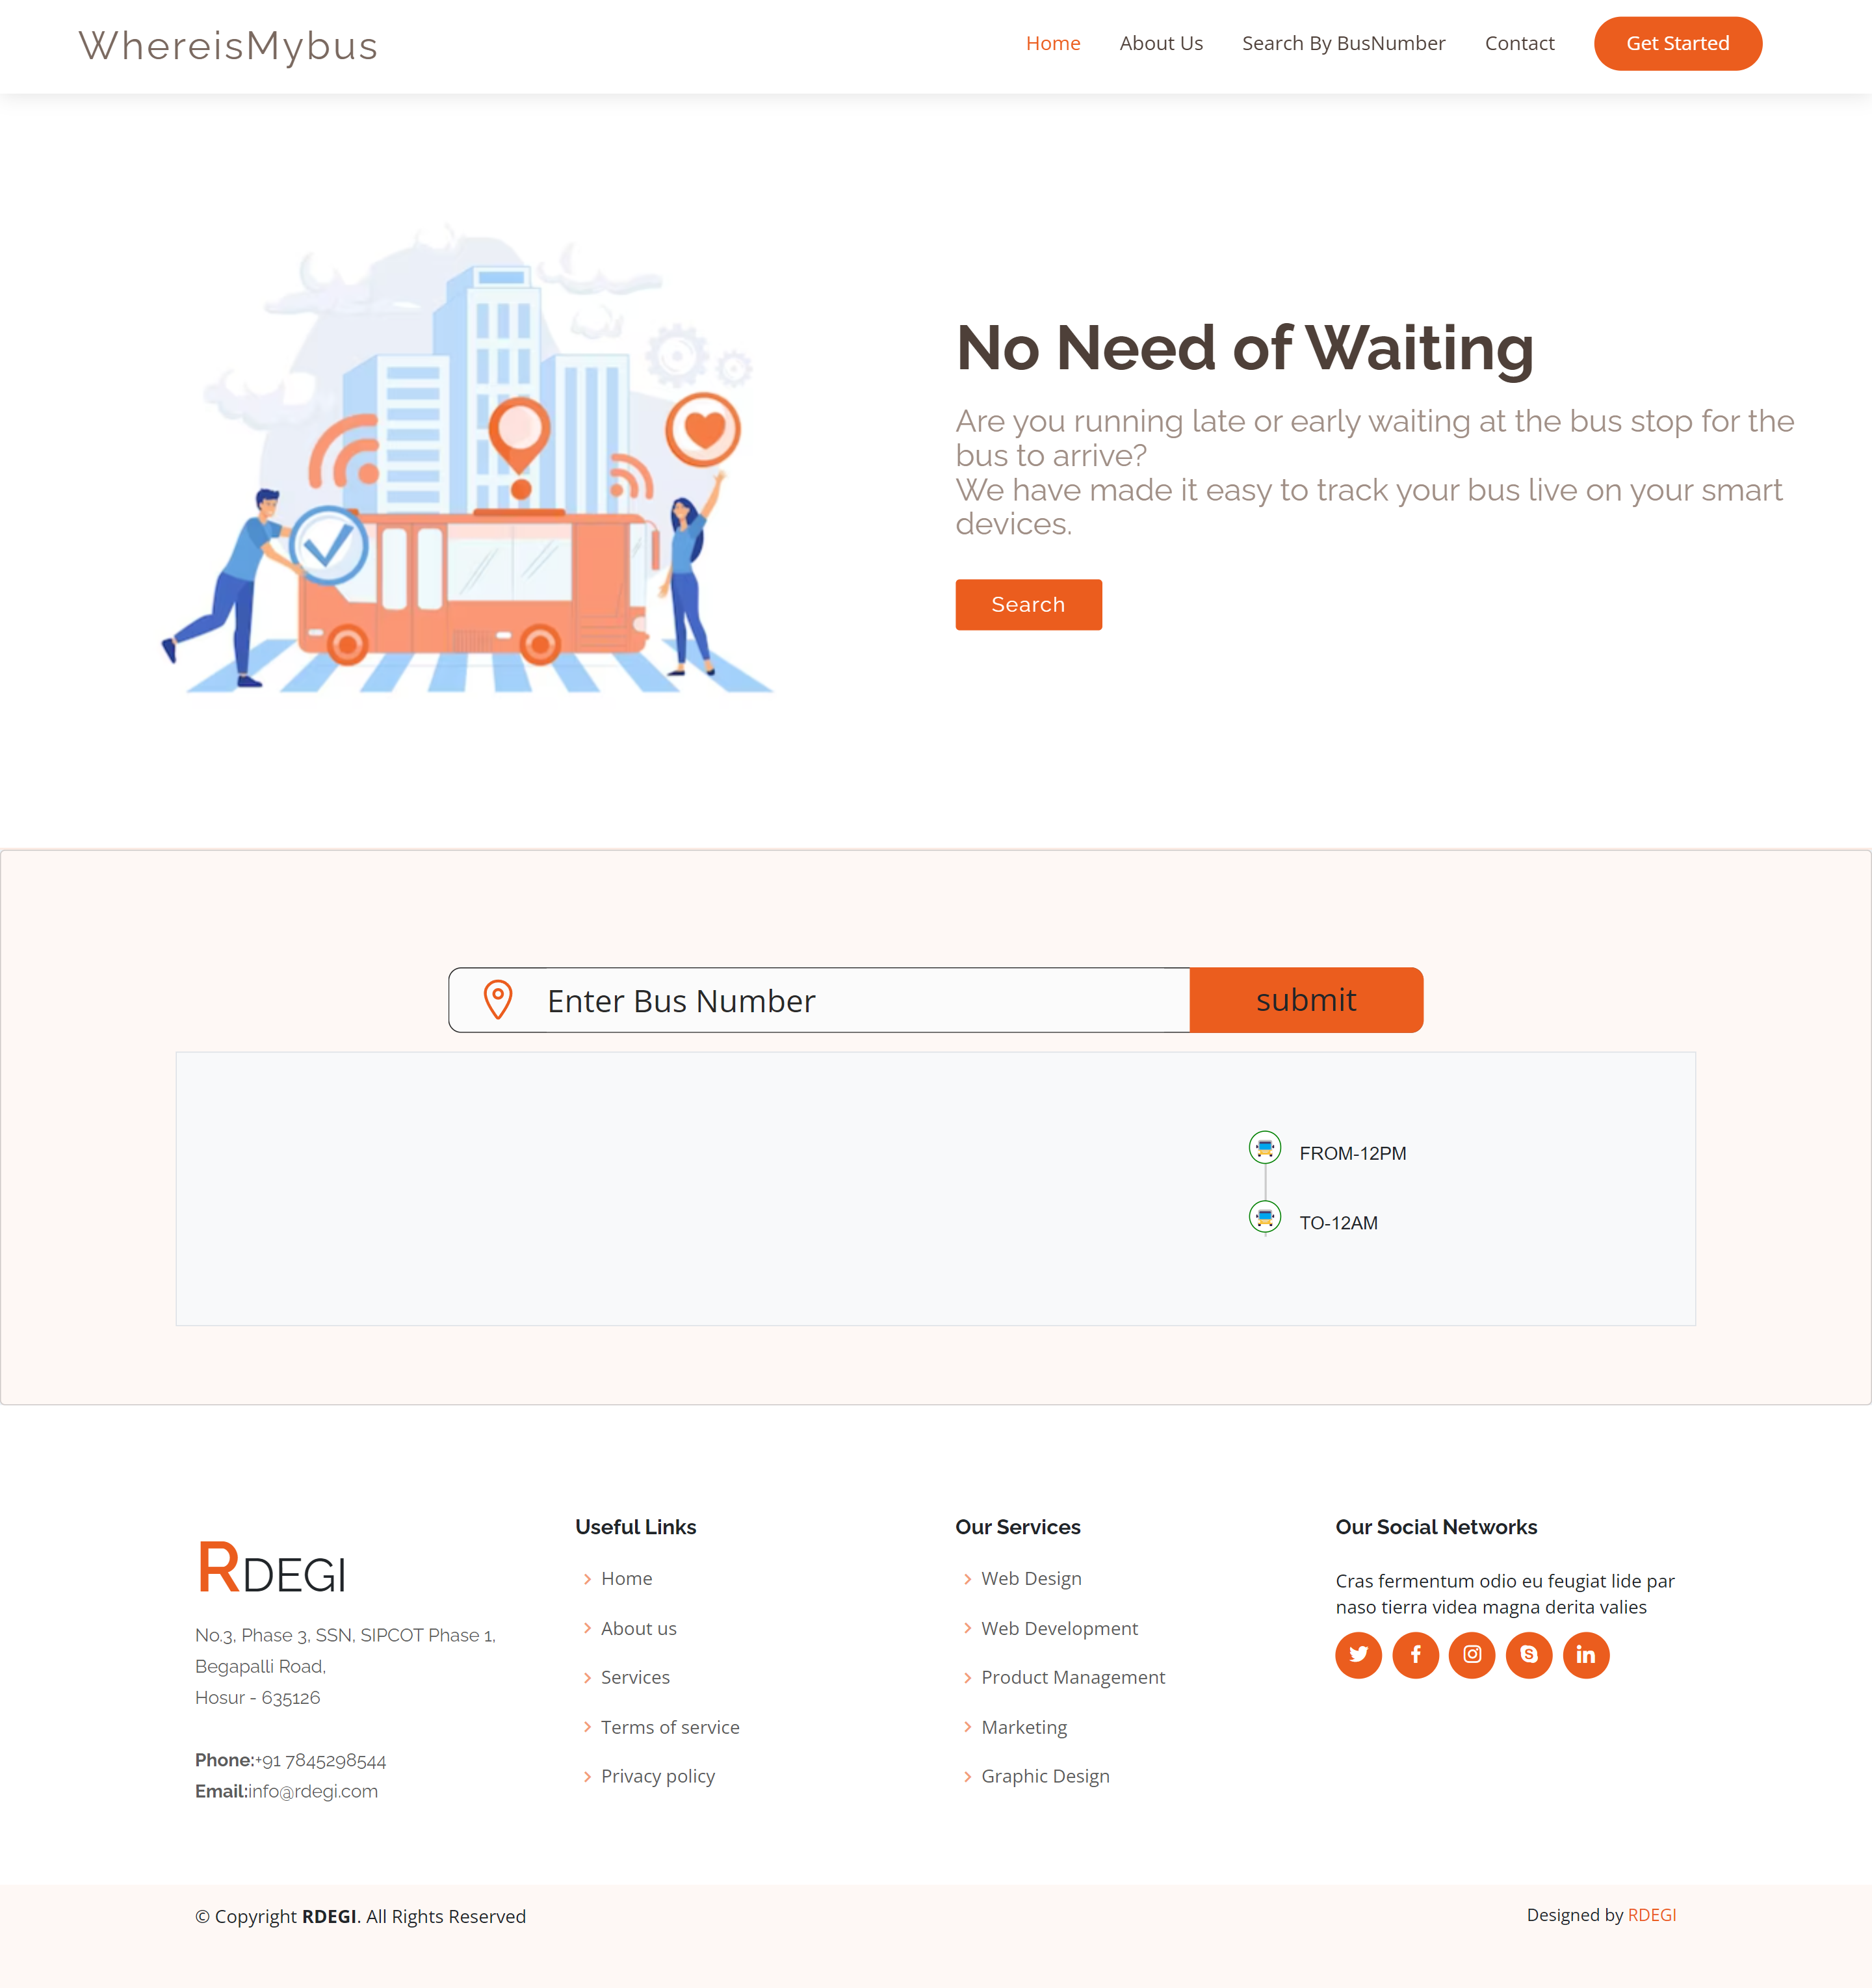 WhereisMybus
Home
About Us
Search By BusNumber
Contact
Get Started
No Need of Waiting
Are you running late or early waiting at the bus stop for the
bus to arrive?
We have made it easy to track your bus live on your smart
devices.
Search
Enter Bus Number
submit
FROM-12PM
TO-12AM
RDEGI
No.3, Phase 3, SSN, SIPCOT Phase 1,
Begapalli Road,
Hosur - 635126
Phone:+91 7845298544
Email:info@rdegi.com
Useful Links
Home
About us
Services
Terms of service
Privacy policy
Our Services
Web Design
Web Development
Product Management
Marketing
Graphic Design
Our Social Networks
Cras fermentum odio eu feugiat lide par
naso tierra videa magna derita valies
© Copyright RDEGI. All Rights Reserved
Designed by RDEGI